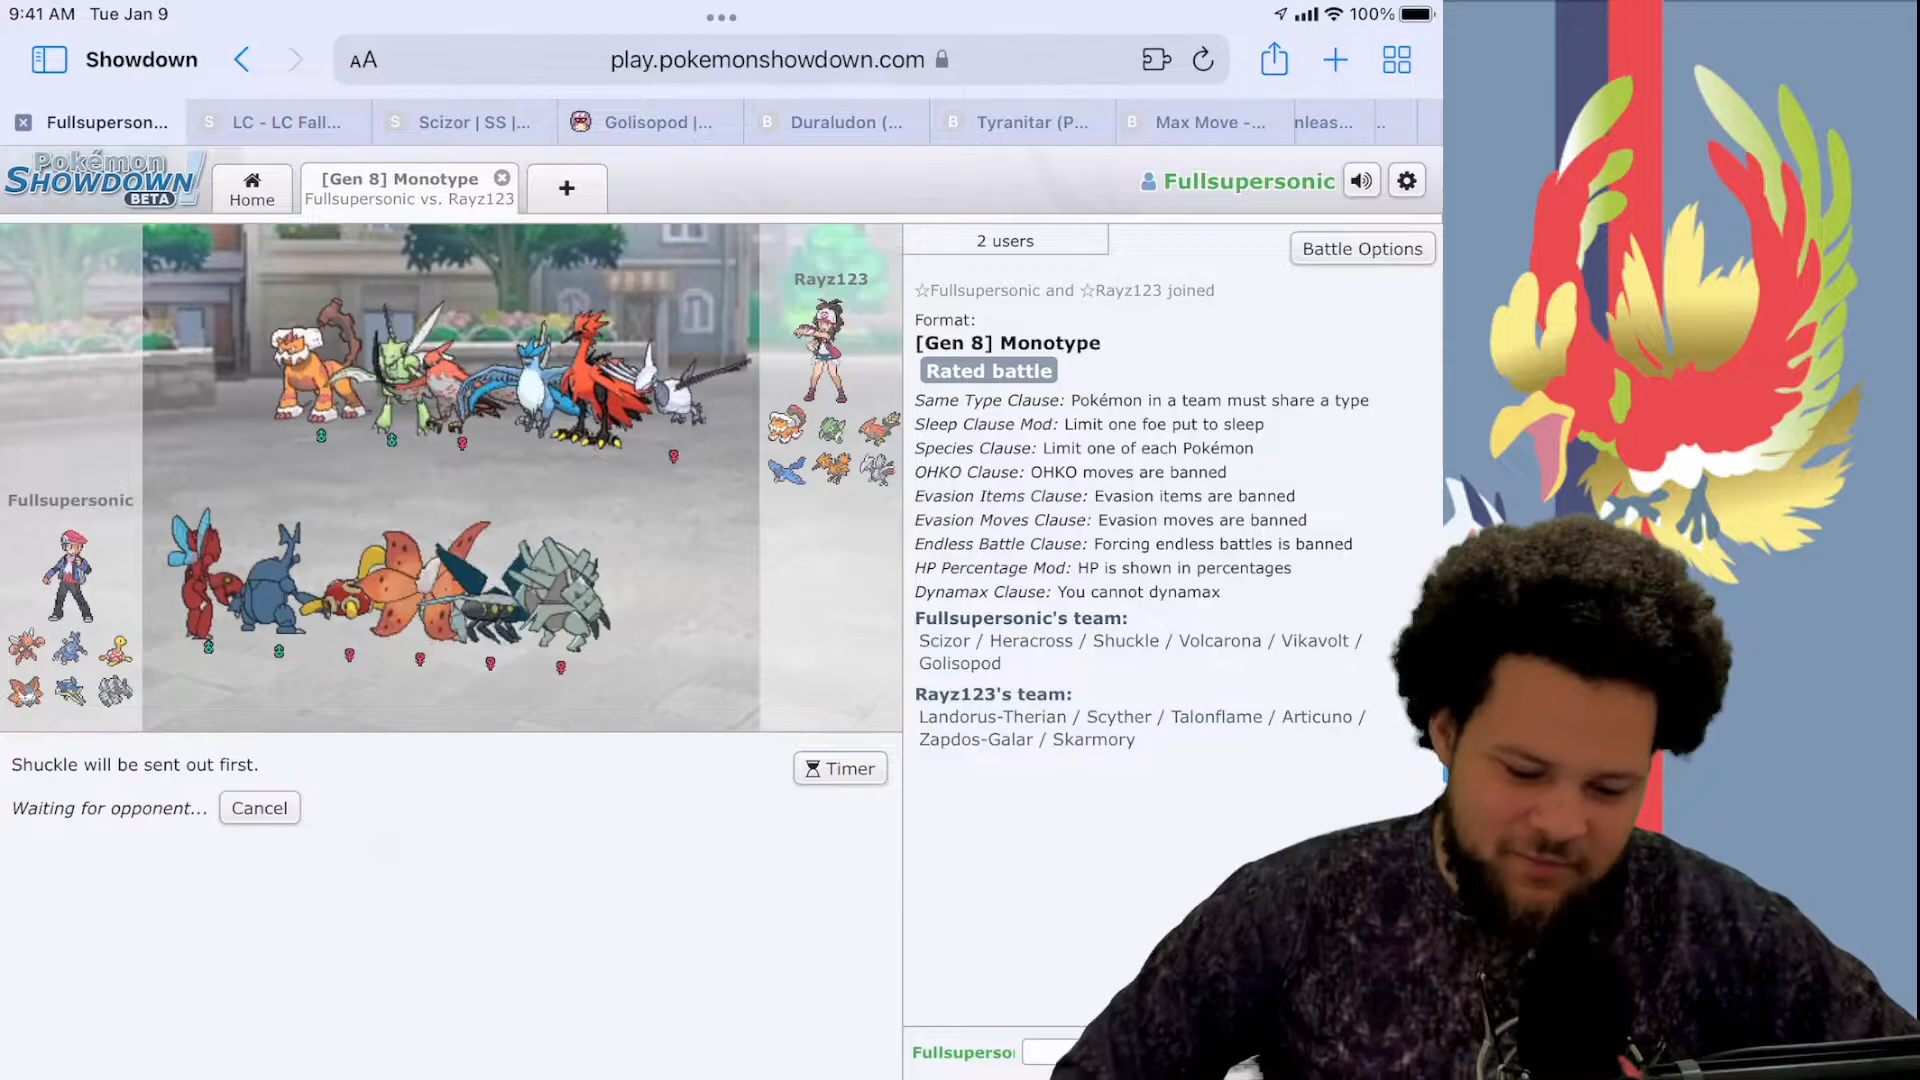 9:41 AM Tue Jan 9
100%
Showdown
AA
play.pokemonshowdown.com
Fullsuperson...
S LC - LC Fall...
S Scizor | SS |...
Golisopod |...
B Duraludon (...
B Tyranitar (P...
B Max Move -...
nleas...
..
Pokémon
SHOWDOWN!
BETA
Home
[Gen 8] Monotype
Fullsupersonic vs. Rayz123
+
Fullsupersonic
2 users
Battle Options
Rayz123
Fullsupersonic
☆Fullsupersonic and ☆Rayz123 joined
Format:
[Gen 8] Monotype
Rated battle
Same Type Clause: Pokémon in a team must share a type
Sleep Clause Mod: Limit one foe put to sleep
Species Clause: Limit one of each Pokémon
OHKO Clause: OHKO moves are banned
Evasion Items Clause: Evasion items are banned
Evasion Moves Clause: Evasion moves are banned
Endless Battle Clause: Forcing endless battles is banned
HP Percentage Mod: HP is shown in percentages
Dynamax Clause: You cannot dynamax
Fullsupersonic's team:
Scizor / Heracross / Shuckle / Volcarona / Vikavolt /
Golisopod
Rayz123's team:
Landorus-Therian / Scyther / Talonflame / Articuno /
Zapdos-Galar / Skarmory
Shuckle will be sent out first.
Timer
Waiting for opponent...
Cancel
Fullsuperso